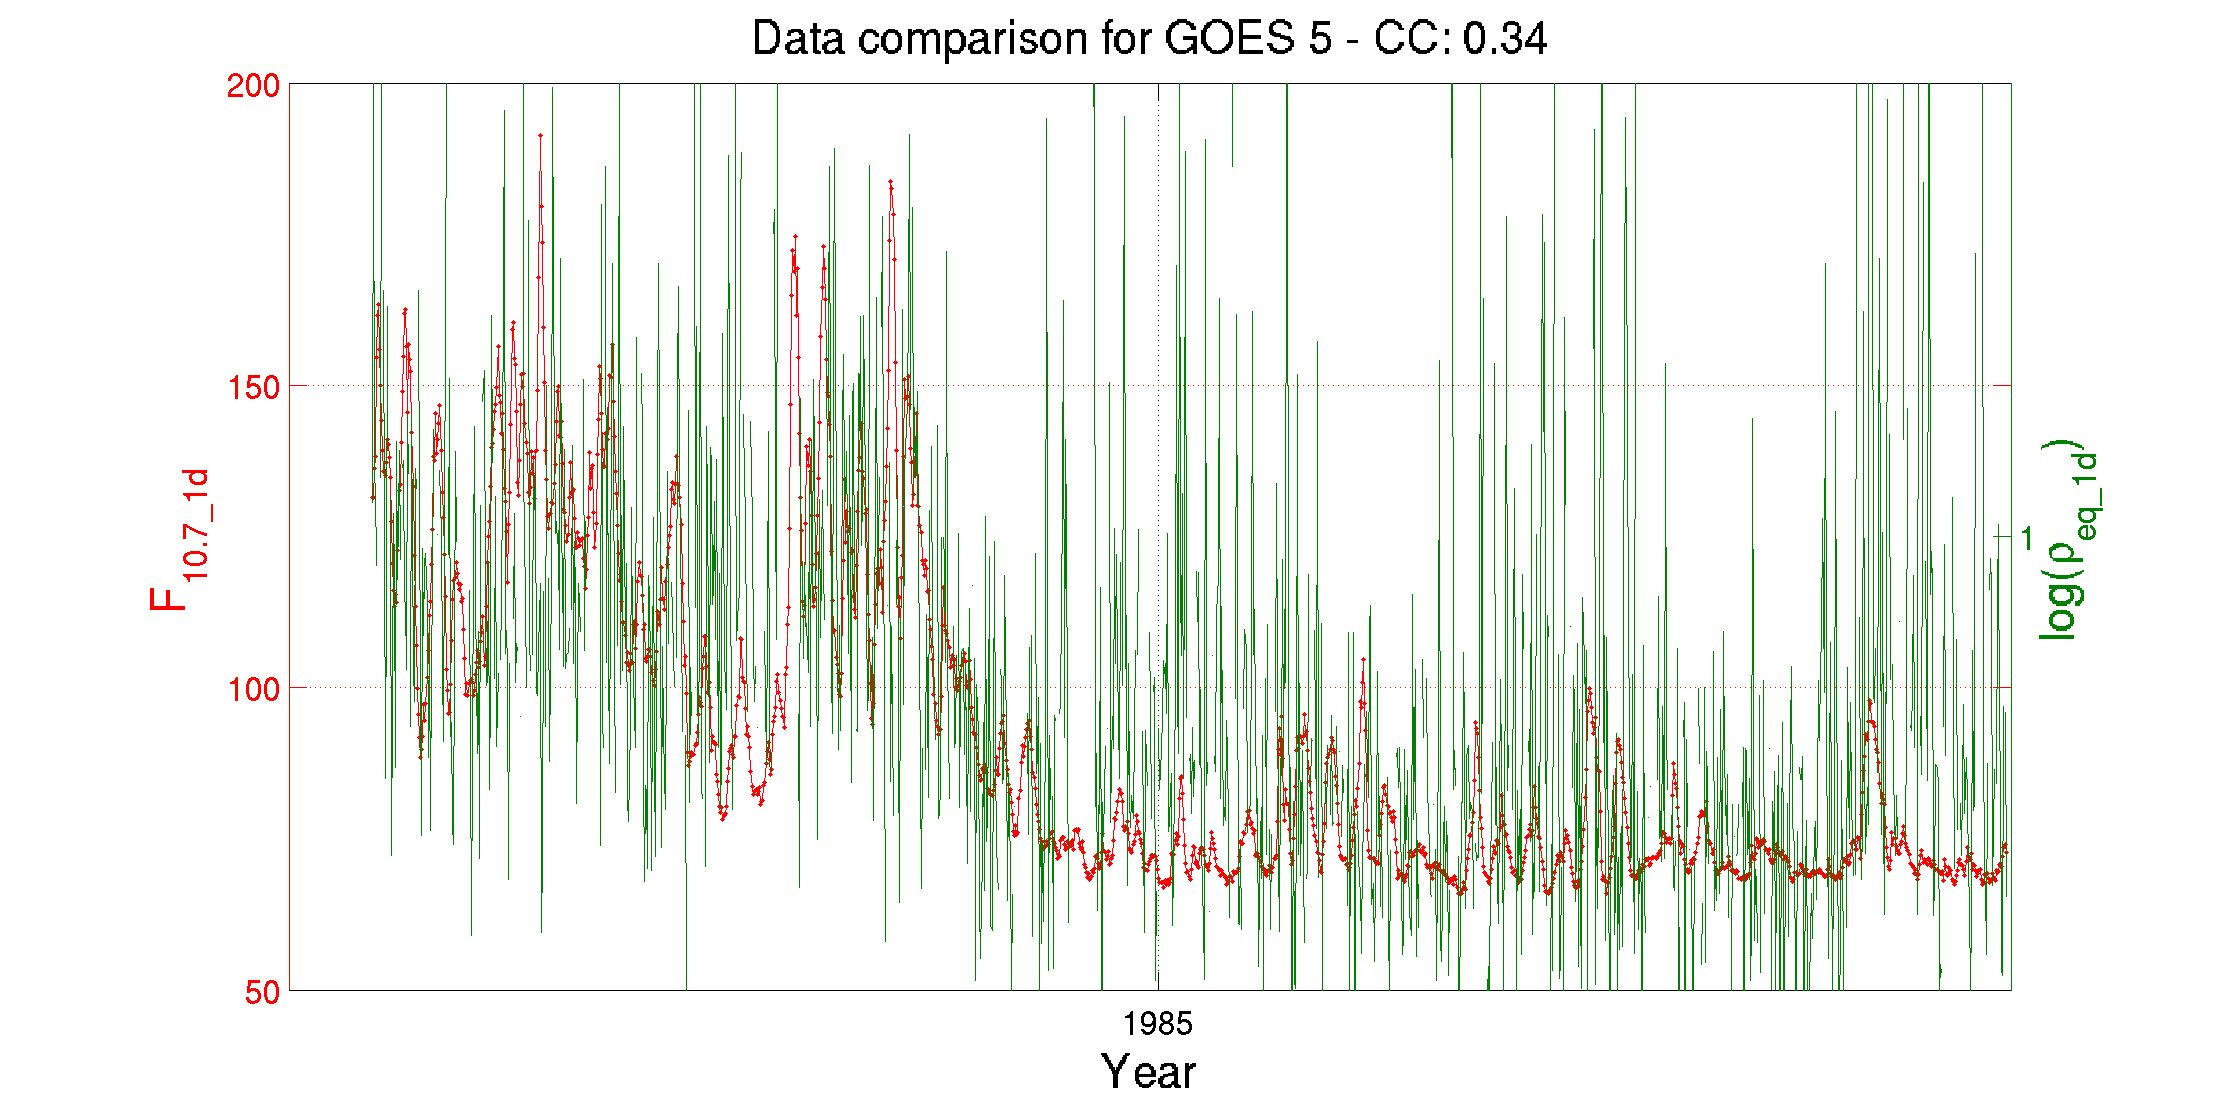 Data comparison for GOES 5 - CC: 0.34
200
150
100
50
F10.7_1d
1
log(ρeq_1d)
1985
Year